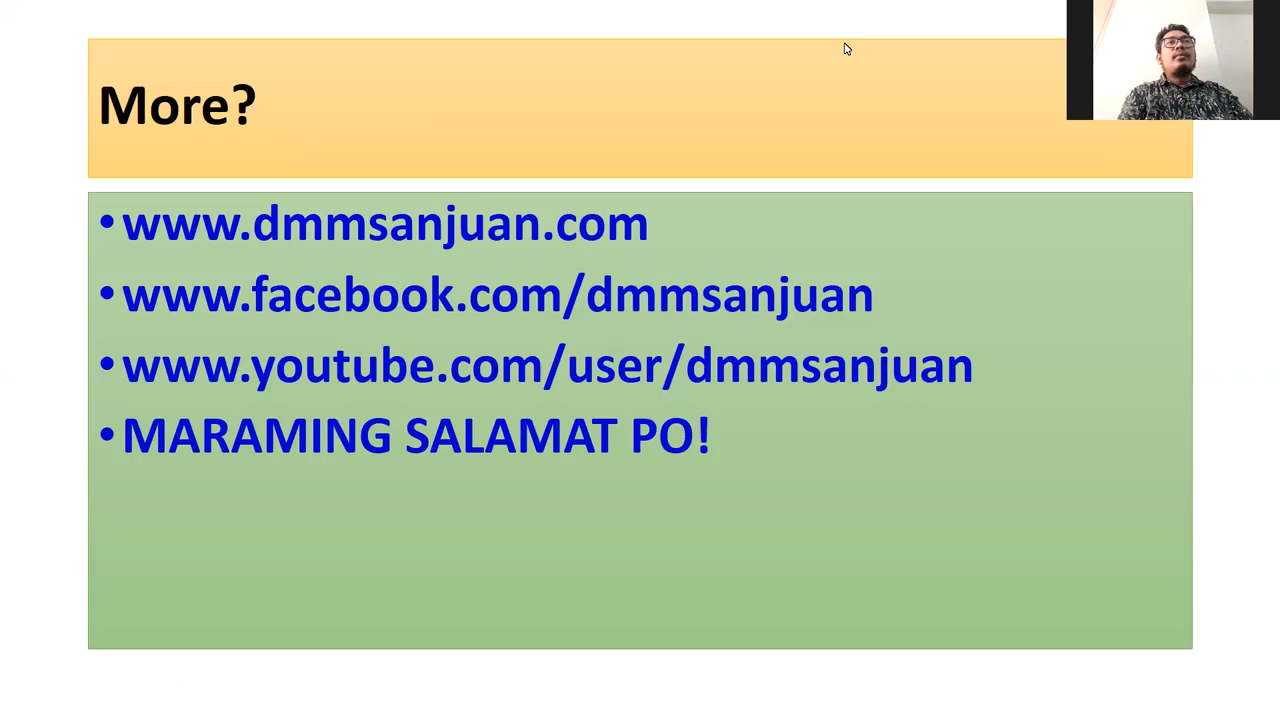 More?
•www.dmmsanjuan.com
•www.facebook.com/dmmsanjuan
•www.youtube.com/user/dmmsanjuan
•MARAMING SALAMAT PO!